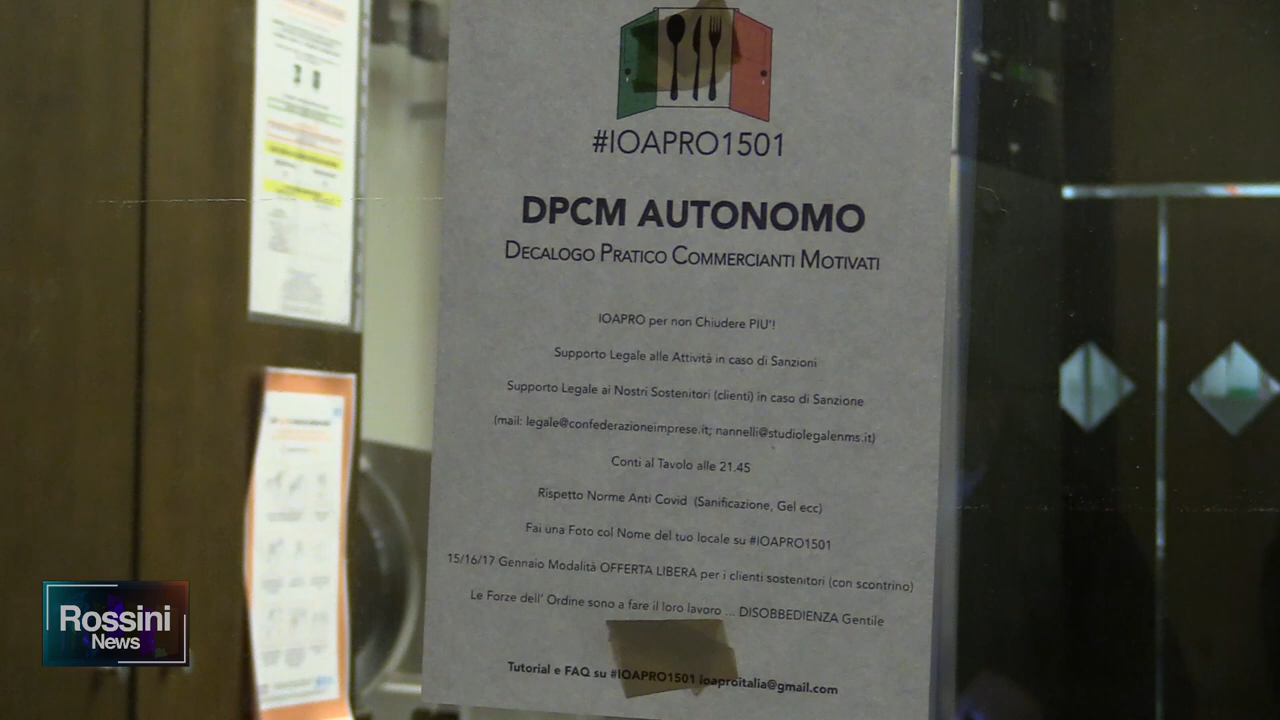 #IOAPRO1501
DPCM AUTONOMO
DECALOGO PRATICO COMMERCIANTI MOTIVATI
IOAPRO per non Chiudere PIU'!
Supporto Legale alle Attività in caso di Sanzioni
Supporto Legale ai Nostri Sostenitori (clienti) in caso di Sanzione
(mail: legale@confederazioneimprese.it; nannelli@studiolegalenms.it)
Conti al Tavolo alle 21.45
Rispetto Norme Anti Covid (Sanificazione, Gel ecc)
Fai una Foto col Nome del tuo locale su #IOAPRO1501
15/16/17 Gennaio Modalità OFFERTA LIBERA per i clienti sostenitori (con scontrino)
Le Forze dell' Ordine sono a fare il loro lavoro ... DISOBBEDIENZA Gentile
Tutorial e FAQ su #IOAPRO1501 ioaproitalia@gmail.com
Rossini
News